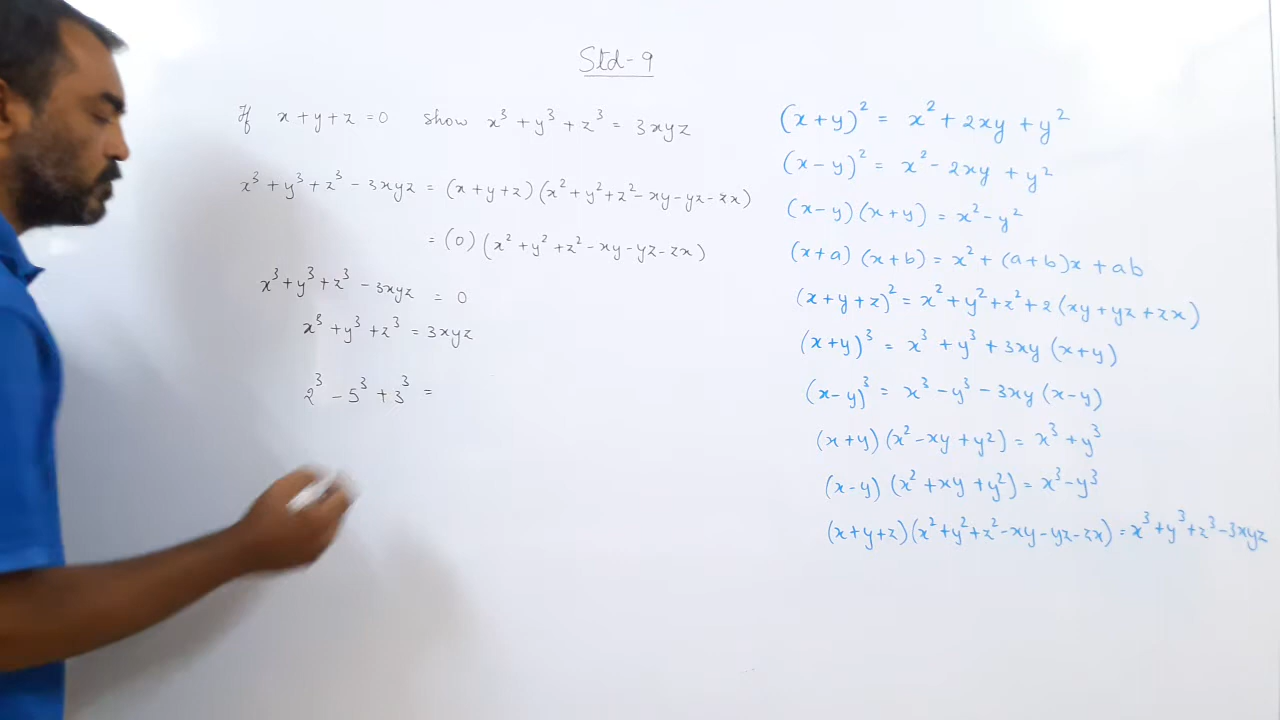 Std-9
If x+y+z=0 show x³+y³+z³=3xyz
x³+y³+z³-3xyz=(x+y+z)(x²+y²+z²-xy-yz-zx)
=(0)(x²+y²+z²-xy-yz-zx)
x³+y³+z³-3xyz=0
x³+y³+z³=3xyz
2³-5³+3³=
(x+y)²=x²+2xy+y²
(x-y)²=x²-2xy+y²
(x-y)(x+y)=x²-y²
(x+a)(x+b)=x²+(a+b)x+ab
(x+y+z)²=x²+y²+z²+2(xy+yz+zx)
(x+y)³=x³+y³+3xy(x+y)
(x-y)³=x³-y³-3xy(x-y)
(x+y)(x²-xy+y²)=x³+y³
(x-y)(x²+xy+y²)=x³-y³
(x+y+z)(x²+y²+z²-xy-yz-zx)=x³+y³+z³-3xyz